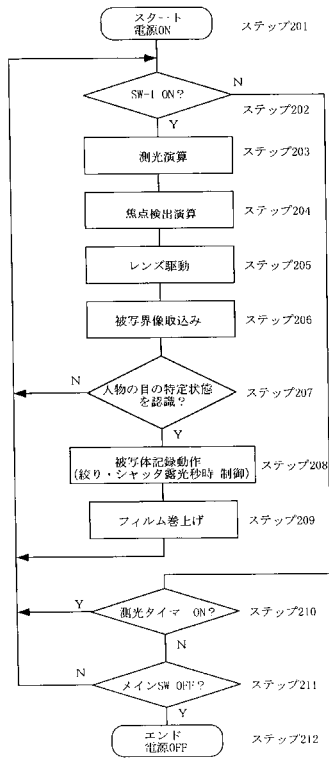 スタート
電源ON
ステップ201
N
SW-1 ON?
ステップ202
Y
測光演算
ステップ203
焦点検出演算
ステップ204
レンズ駆動
ステップ205
被写界像取込み
ステップ206
N
人物の目の特定状態
を認識?
ステップ207
Y
被写体記録動作
(絞り・シャッタ露光秒時 制御)
ステップ208
フィルム巻上げ
ステップ209
Y
測光タイマ ON?
ステップ210
N
N
メインSW OFF?
ステップ211
Y
エンド
電源OFF
ステップ212